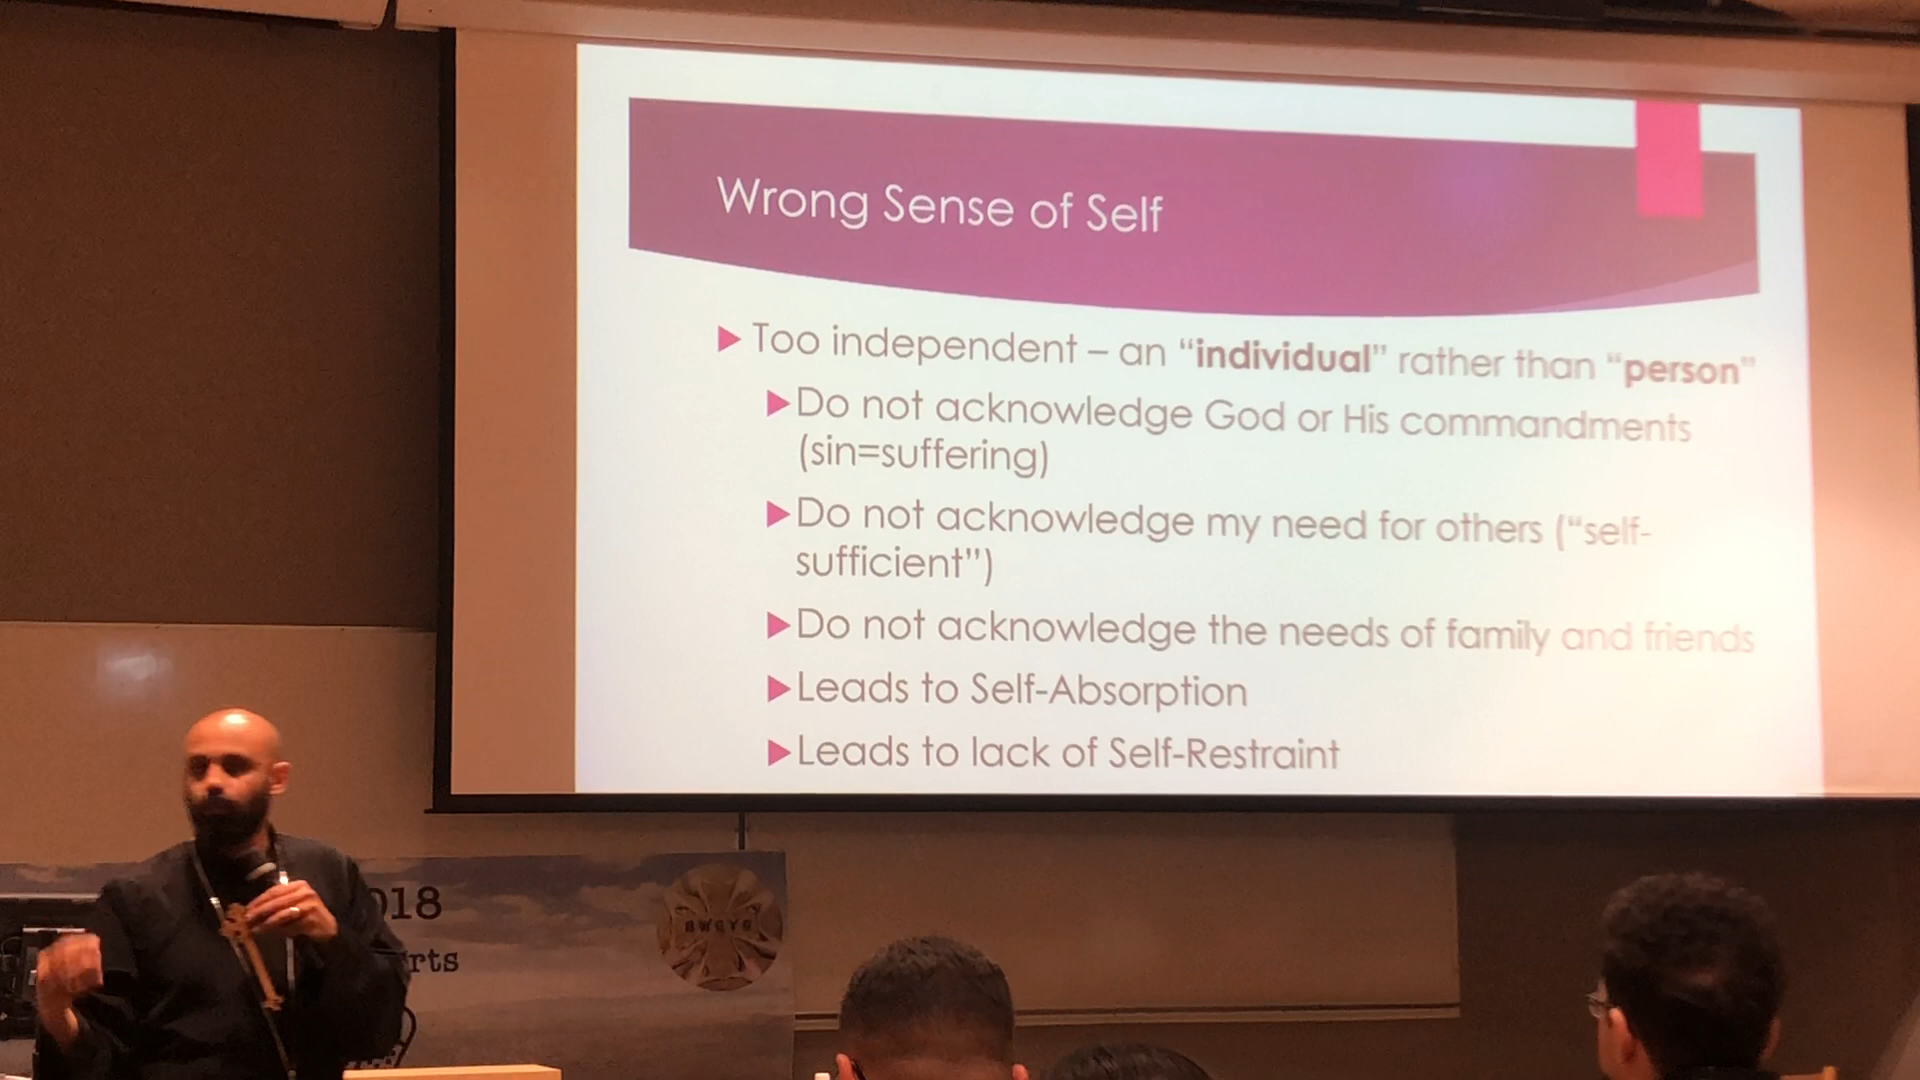 Wrong Sense of Self
Too independent – an “individual” rather than “person”
Do not acknowledge God or His commandments
(sin=suffering)
Do not acknowledge my need for others (“self-
sufficient”)
Do not acknowledge the needs of family and friends
Leads to Self-Absorption
Leads to lack of Self-Restraint
018
rts